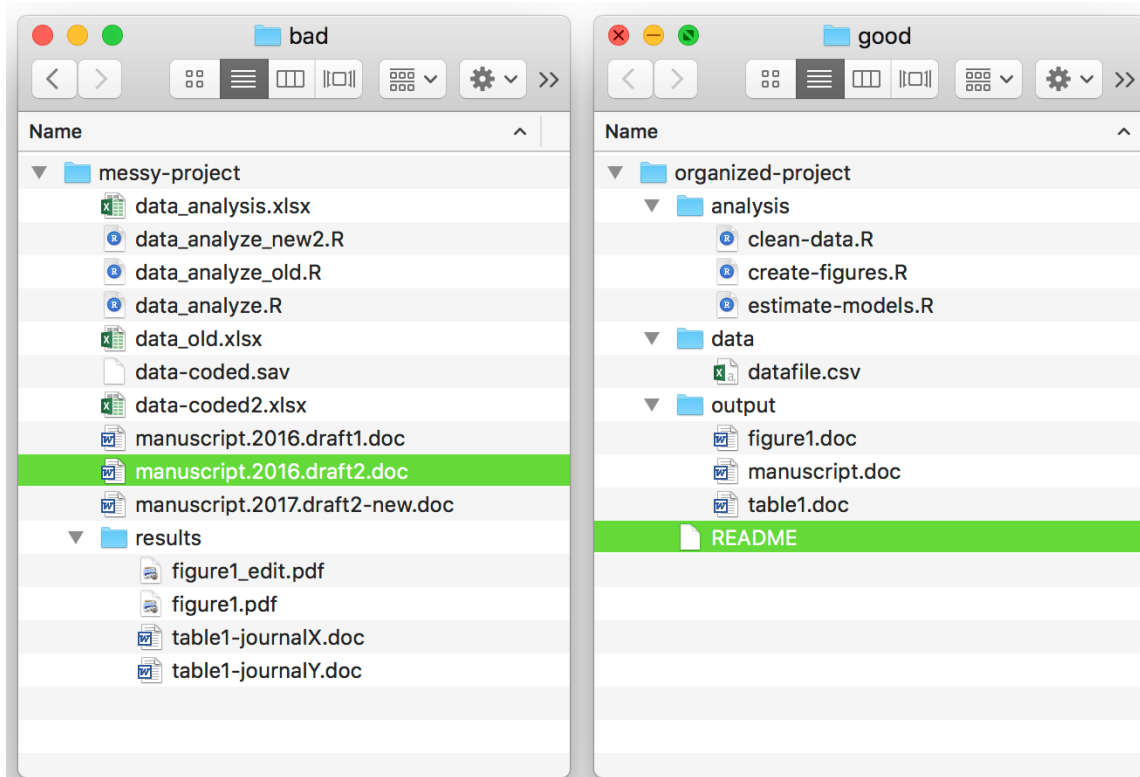 bad
Name
messy-project
data_analysis.xlsx
data_analyze_new2.R
data_analyze_old.R
data_analyze.R
data_old.xlsx
data-coded.sav
data-coded2.xlsx
manuscript.2016.draft1.doc
manuscript.2016.draft2.doc
manuscript.2017.draft2-new.doc
results
figure1_edit.pdf
figure1.pdf
table1-journalX.doc
table1-journalY.doc
good
Name
organized-project
analysis
clean-data.R
create-figures.R
estimate-models.R
data
datafile.csv
output
figure1.doc
manuscript.doc
table1.doc
README